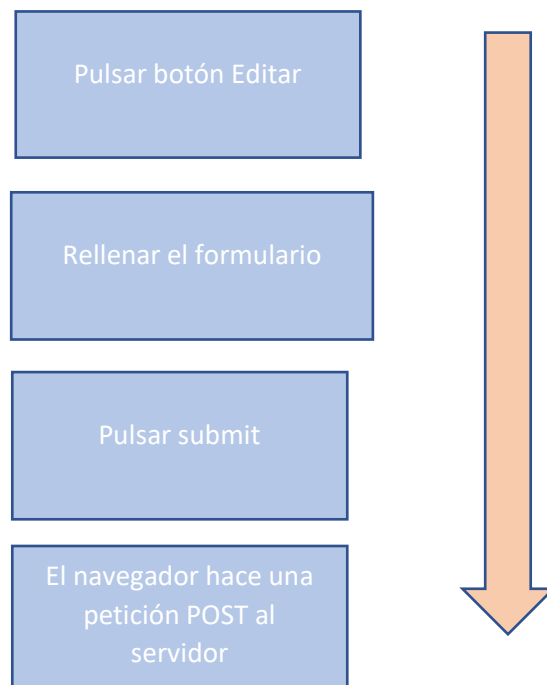 Pulsar botón Editar
Rellenar el formulario
Pulsar submit
El navegador hace una
petición POST al
servidor